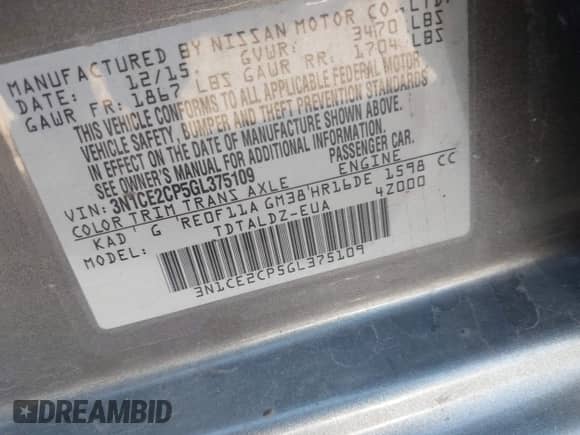 MANUFACTURED BY NISSAN MOTOR CO., LTD.
DATE: 12/15 GVWR: 3470 LBS
GAWR FR: 1867 LBS GAWR RR: 1704 LBS
THIS VEHICLE CONFORMS TO ALL APPLICABLE FEDERAL MOTOR
VEHICLE SAFETY, BUMPER AND THEFT PREVENTION STANDARDS
IN EFFECT ON THE DATE OF MANUFACTURE SHOWN ABOVE.
SEE OWNER'S MANUAL FOR ADDITIONAL INFORMATION.
VIN: 3N1CE2CP5GL375109 PASSENGER CAR.
COLOR TRIM TRANS AXLE ENGINE
KAD G RE0F11A GM38 HR16DE 1598 CC
MODEL: TDTALDZ-EUA 4Z000
3N1CE2CP5GL375109
DREAMBID